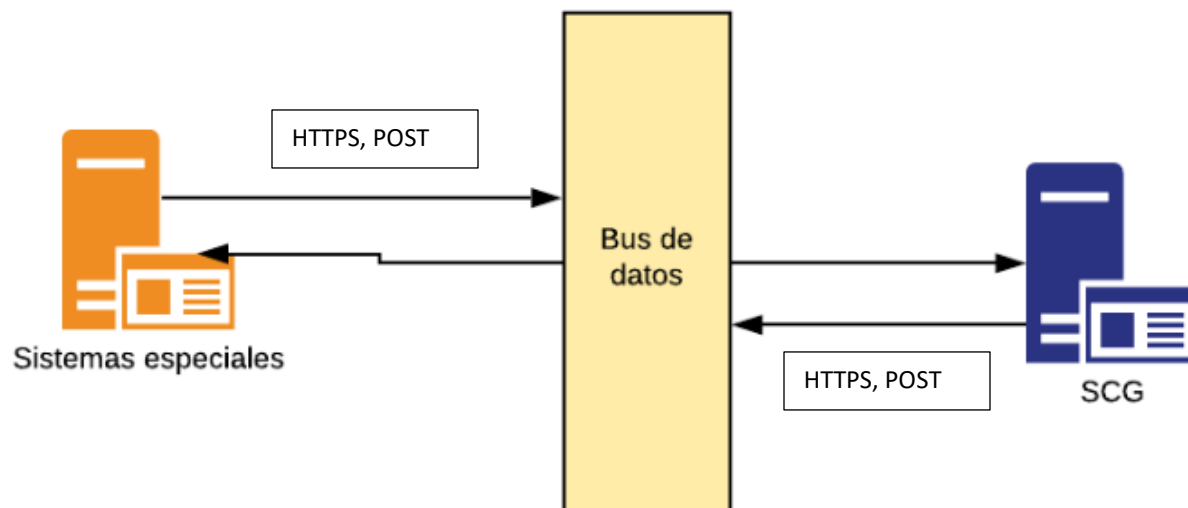 HTTPS, POST
Bus de
datos
Sistemas especiales
HTTPS, POST
SCG